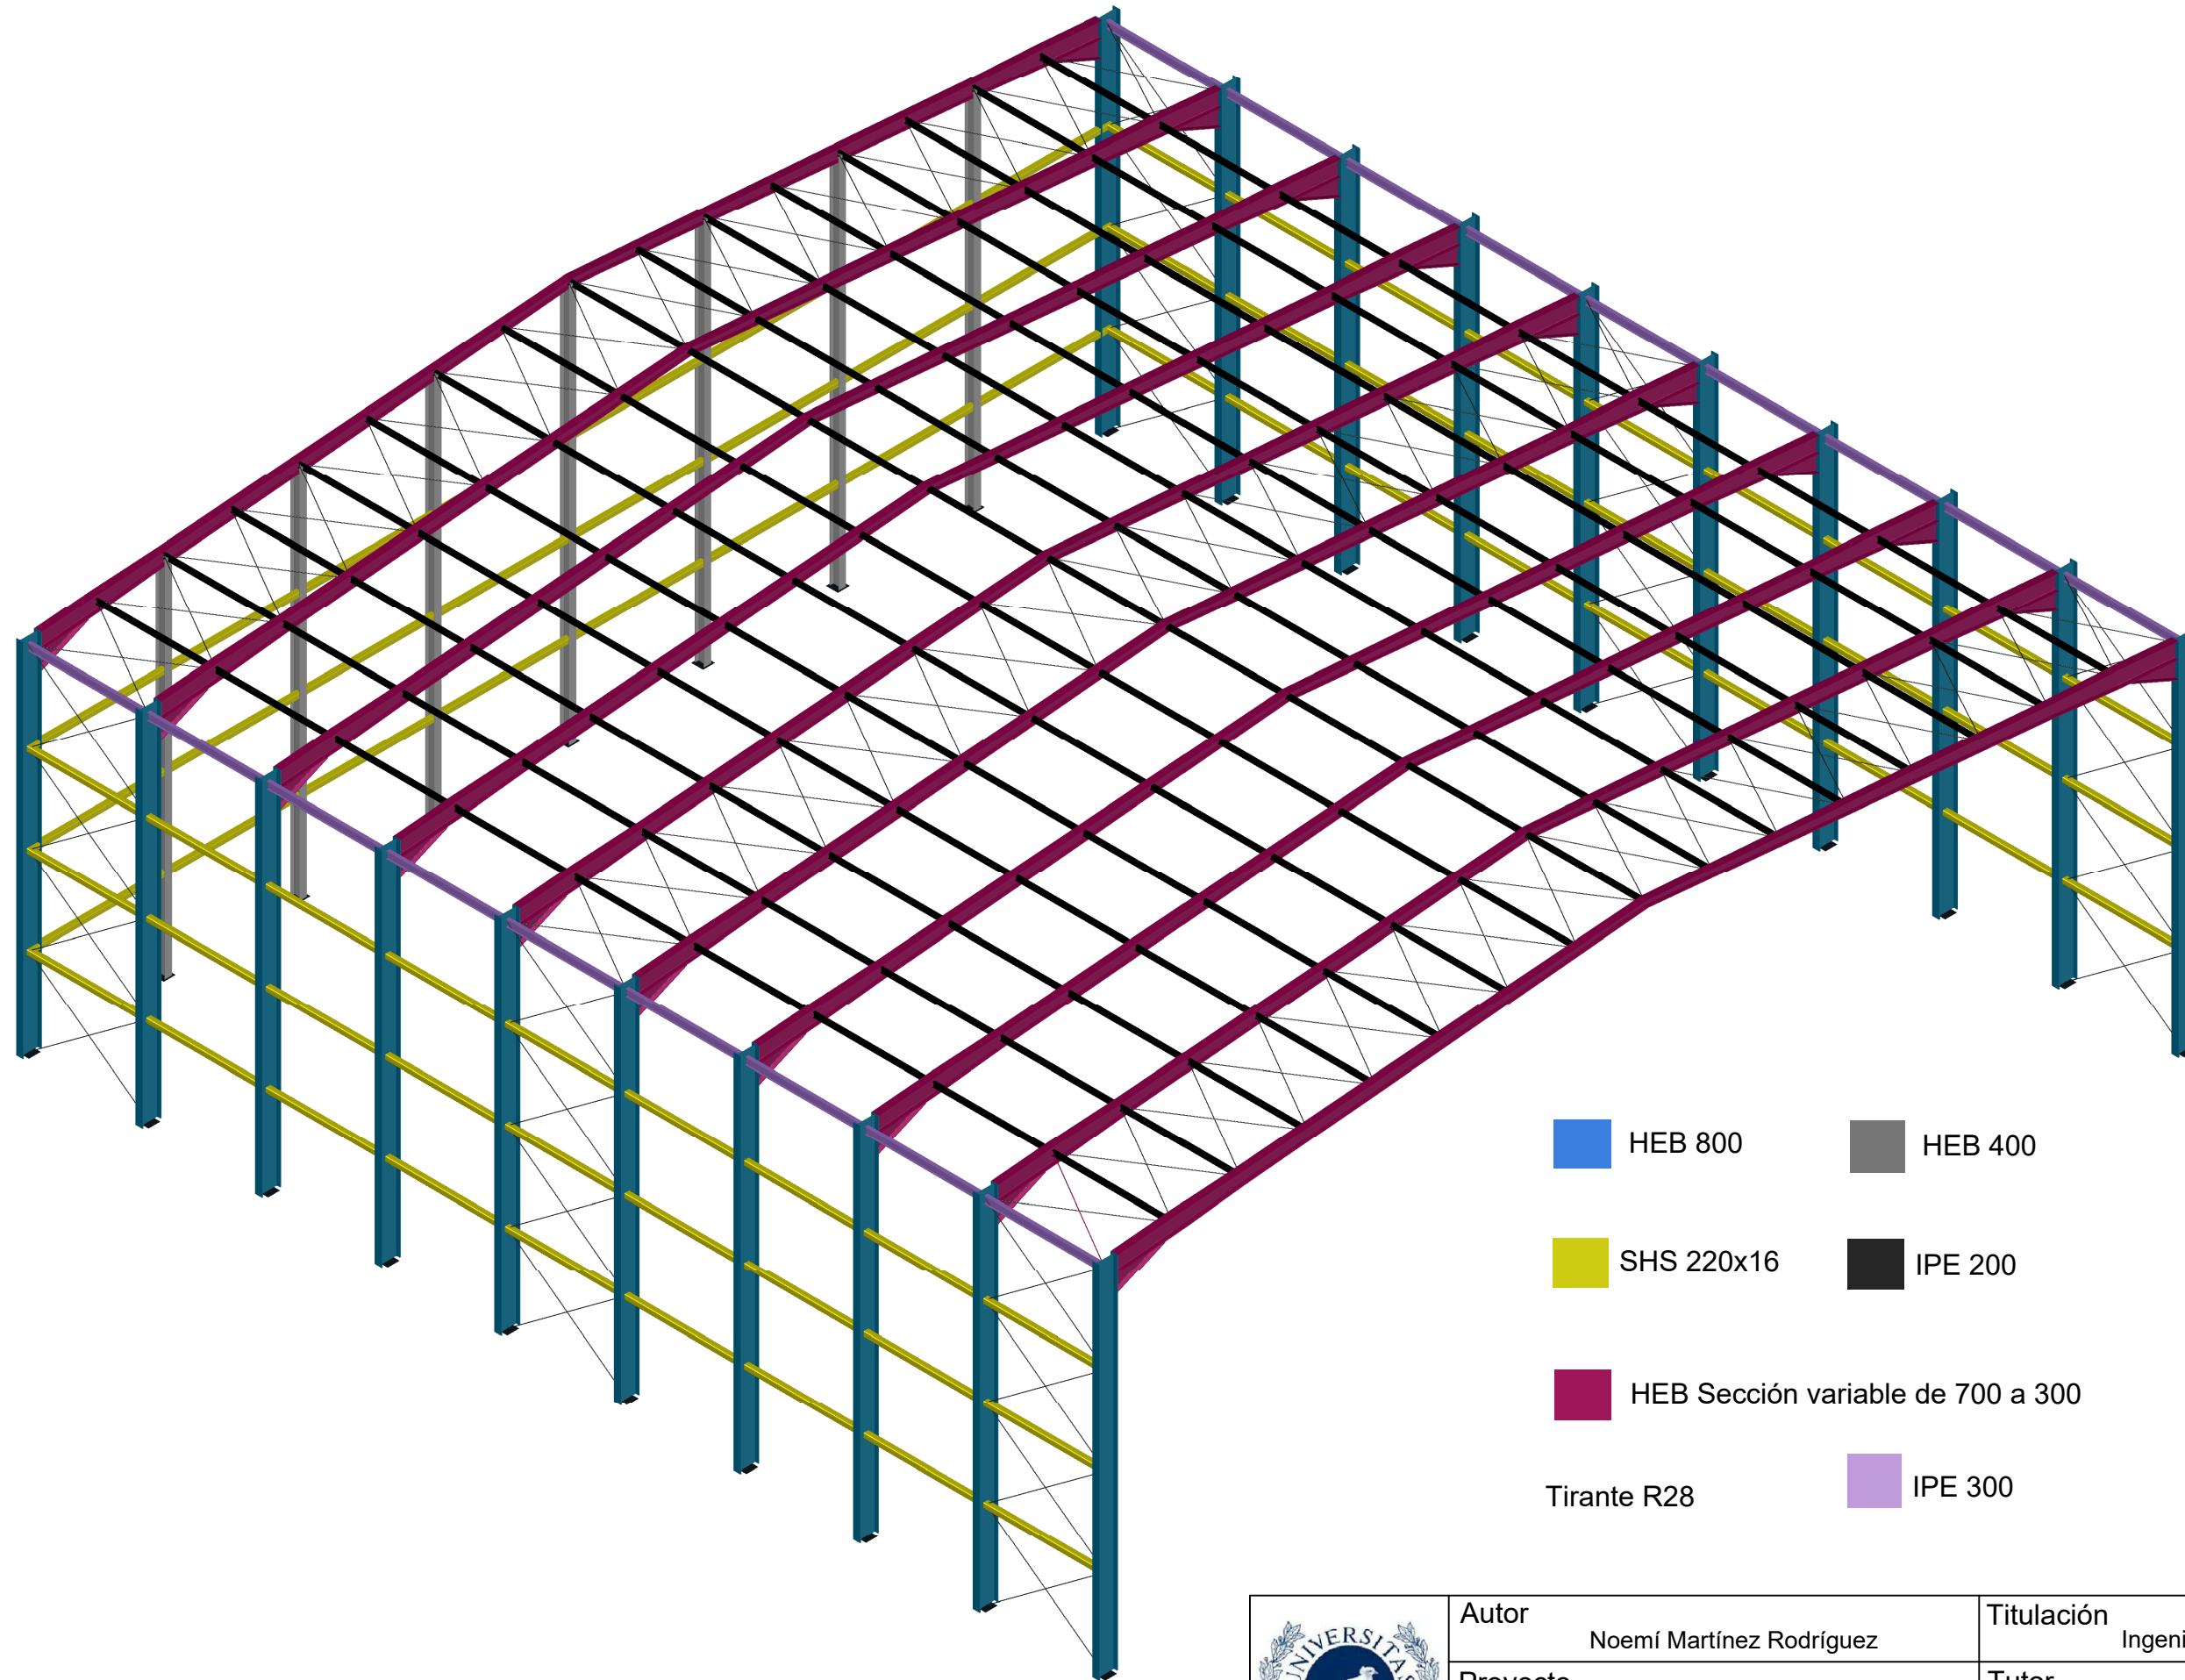 HEB 800
HEB 400
SHS 220x16
IPE 200
HEB Sección variable de 700 a 300
Tirante R28
IPE 300
Autor
Noemí Martínez Rodríguez
Titulación
UNIVERSITAS